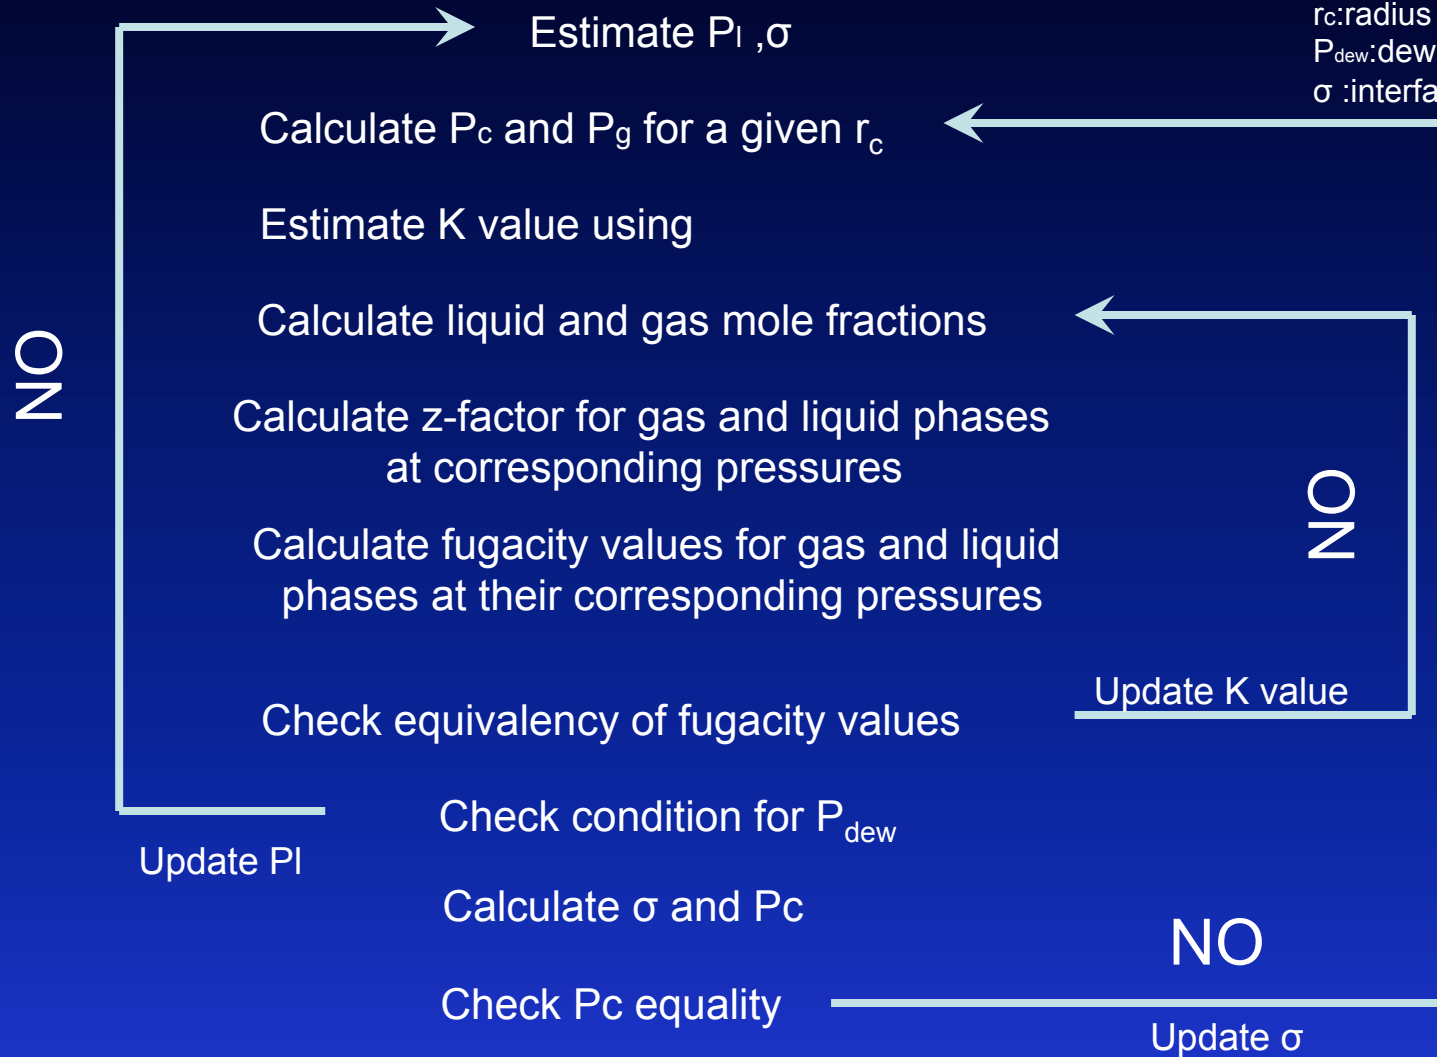 Estimate Pl ,σ
rc:radius
Pdew:dew
σ :interfa
Calculate Pc and Pg for a given rc
Estimate K value using
Calculate liquid and gas mole fractions
NO
Calculate z-factor for gas and liquid phases
at corresponding pressures
NO
Calculate fugacity values for gas and liquid
phases at their corresponding pressures
Update K value
Check equivalency of fugacity values
Check condition for Pdew
Update Pl
Calculate σ and Pc
NO
Check Pc equality
Update σ